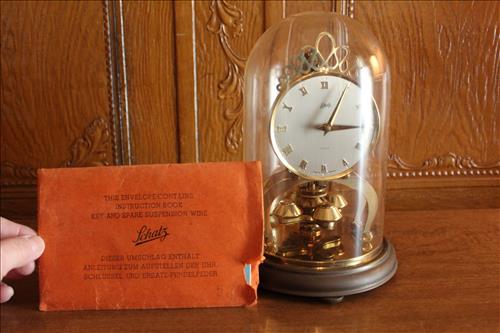 THIS ENVELOPE CONTAINS
INSTRUCTION BOOK
KEY AND SPARE SUSPENSION WIRE
Schatz
DIESER UMSCHLAG ENTHÄLT
ANLEITUNG ZUM AUFSTELLEN DER UHR
SCHLÜSSEL UND ERSATZ-PENDELFEDER